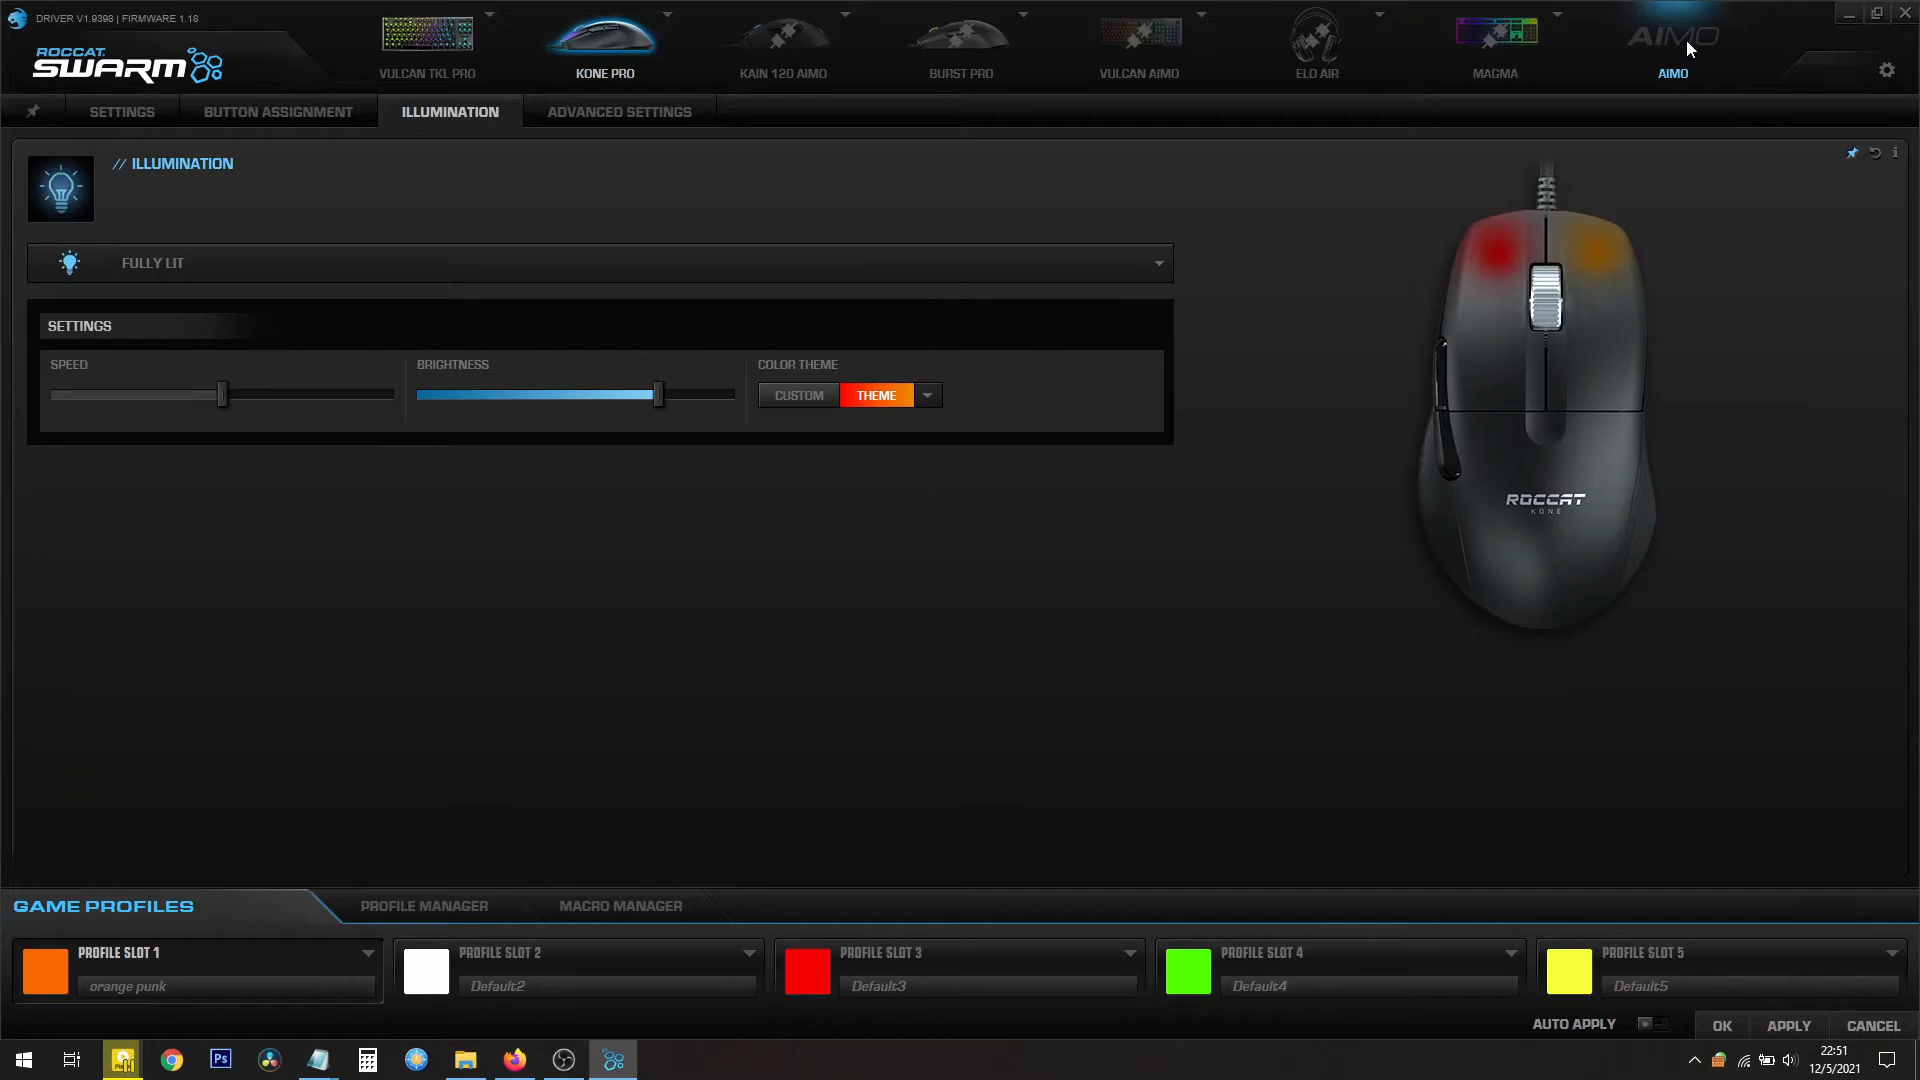 DRIVER V1.9398 | FIRMWARE 1.18
ROCCAT
SWARM
VULCAN TKL PRO
KONE PRO
KAIN 120 AIMO
BURST PRO
VULCAN AIMO
ELO AIR
MAGMA
AIMO
AIMO
SETTINGS
BUTTON ASSIGNMENT
ILLUMINATION
ADVANCED SETTINGS
// ILLUMINATION
FULLY LIT
SETTINGS
SPEED
BRIGHTNESS
COLOR THEME
CUSTOM
THEME
ROCCAT
KONE
GAME PROFILES
PROFILE MANAGER
MACRO MANAGER
PROFILE SLOT 1
orange punk
PROFILE SLOT 2
Default2
PROFILE SLOT 3
Default3
PROFILE SLOT 4
Default4
PROFILE SLOT 5
Default5
AUTO APPLY
OK
APPLY
CANCEL
Ps
22:51
12/5/2021